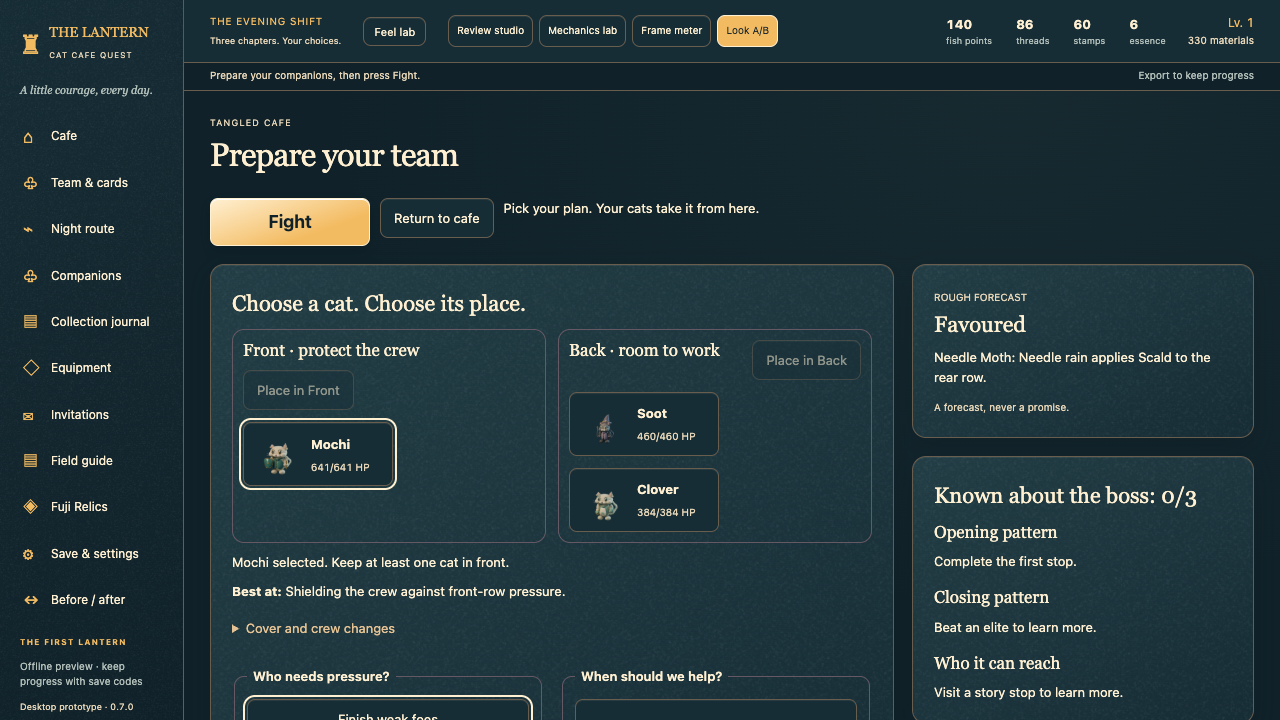 THE LANTERN
CAT CAFE QUEST
A little courage, every day.
Cafe
Team & cards
Night route
Companions
Collection journal
Equipment
Invitations
Field guide
Fuji Relics
Save & settings
Before / after
THE FIRST LANTERN
Offline preview · keep
progress with save codes
Desktop prototype · 0.7.0
THE EVENING SHIFT
Three chapters. Your choices.
Feel lab
Review studio
Mechanics lab
Frame meter
Look A/B
140
fish points
86
threads
60
stamps
6
essence
Lv. 1
330 materials
Prepare your companions, then press Fight.
Export to keep progress
TANGLED CAFE
Prepare your team
Fight
Return to cafe
Pick your plan. Your cats take it from here.
Choose a cat. Choose its place.
Front · protect the crew
Place in Front
Mochi
641/641 HP
Back · room to work
Place in Back
Soot
460/460 HP
Clover
384/384 HP
Mochi selected. Keep at least one cat in front.
Best at: Shielding the crew against front-row pressure.
Cover and crew changes
Who needs pressure?
Finish weak foes
When should we help?
ROUGH FORECAST
Favoured
Needle Moth: Needle rain applies Scald to the
rear row.
A forecast, never a promise.
Known about the boss: 0/3
Opening pattern
Complete the first stop.
Closing pattern
Beat an elite to learn more.
Who it can reach
Visit a story stop to learn more.